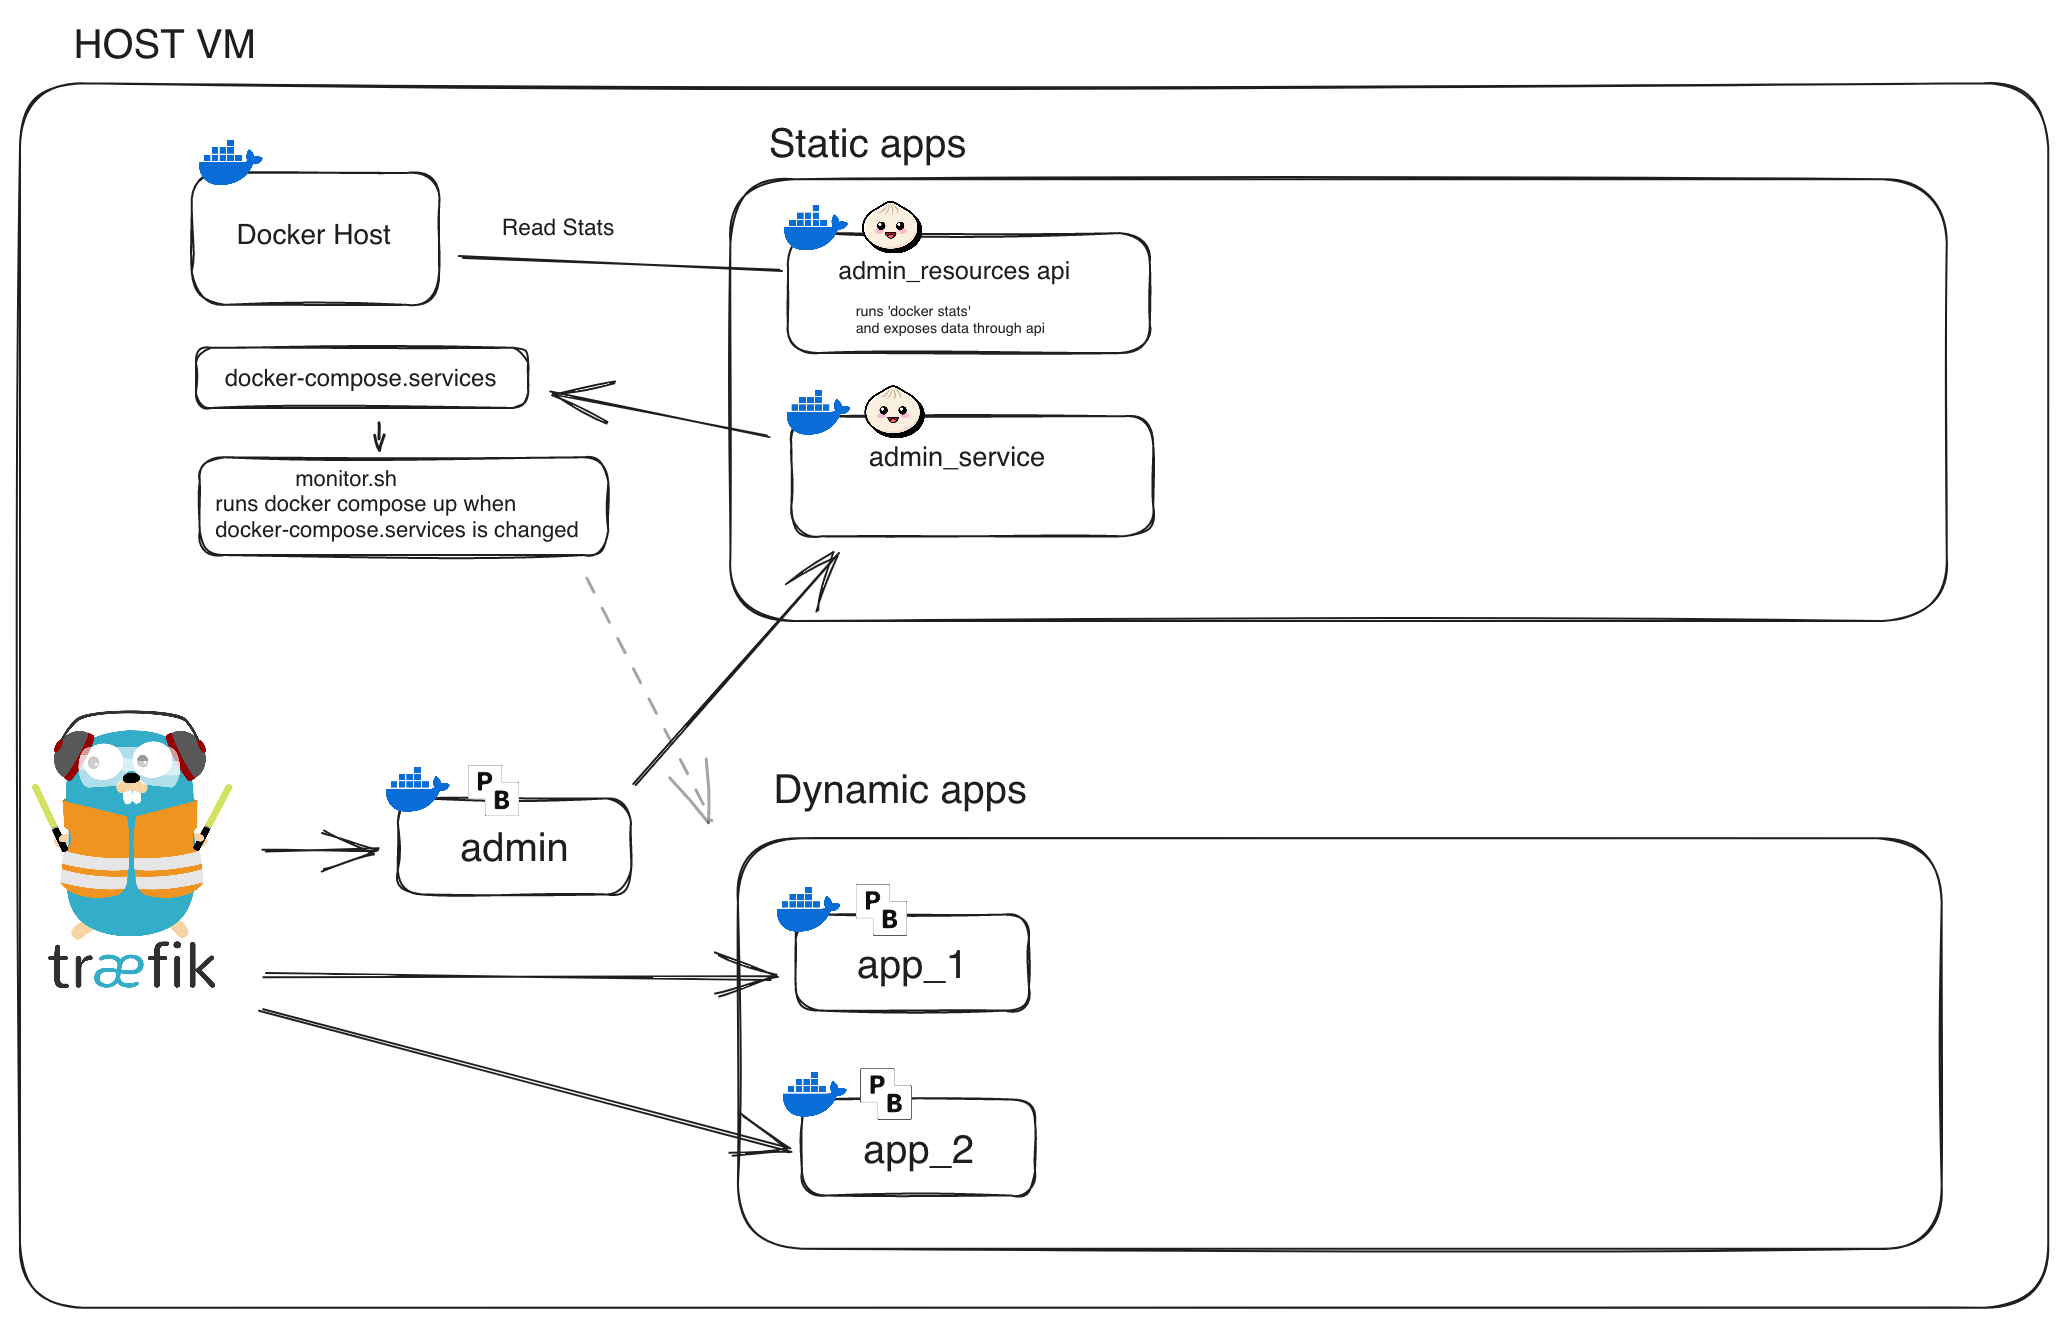 HOST VM
Static apps
Docker Host
Read Stats
admin_resources api
runs 'docker stats'
and exposes data through api
docker-compose.services
admin_service
monitor.sh
runs docker compose up when
docker-compose.services is changed
P
B
admin
træfik
Dynamic apps
P
B
app_1
P
B
app_2